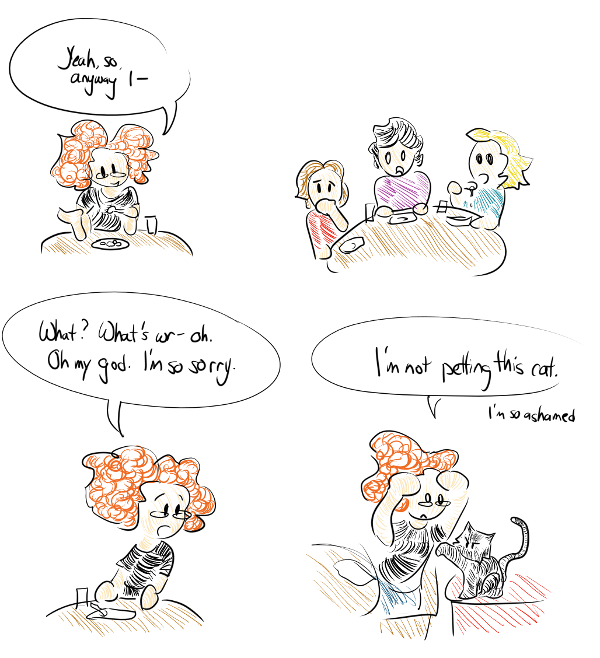 Yeah, so,
anyway I—
What? What's wr- oh.
Oh my god. I'm so sorry.
I'm not petting this cat.
I'm so ashamed